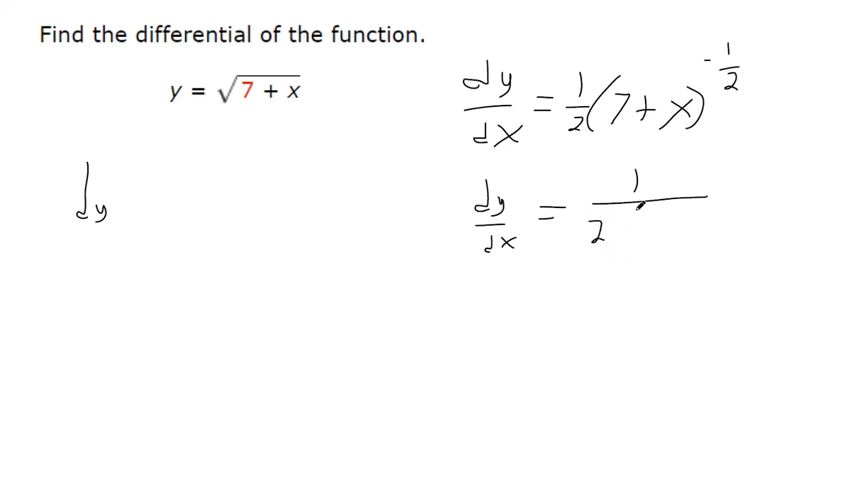 Find the differential of the function.
y = √(7 + x)
dy/dx = 1/2(7 + x)^(-1/2)
dy
dy/dx = 1/2